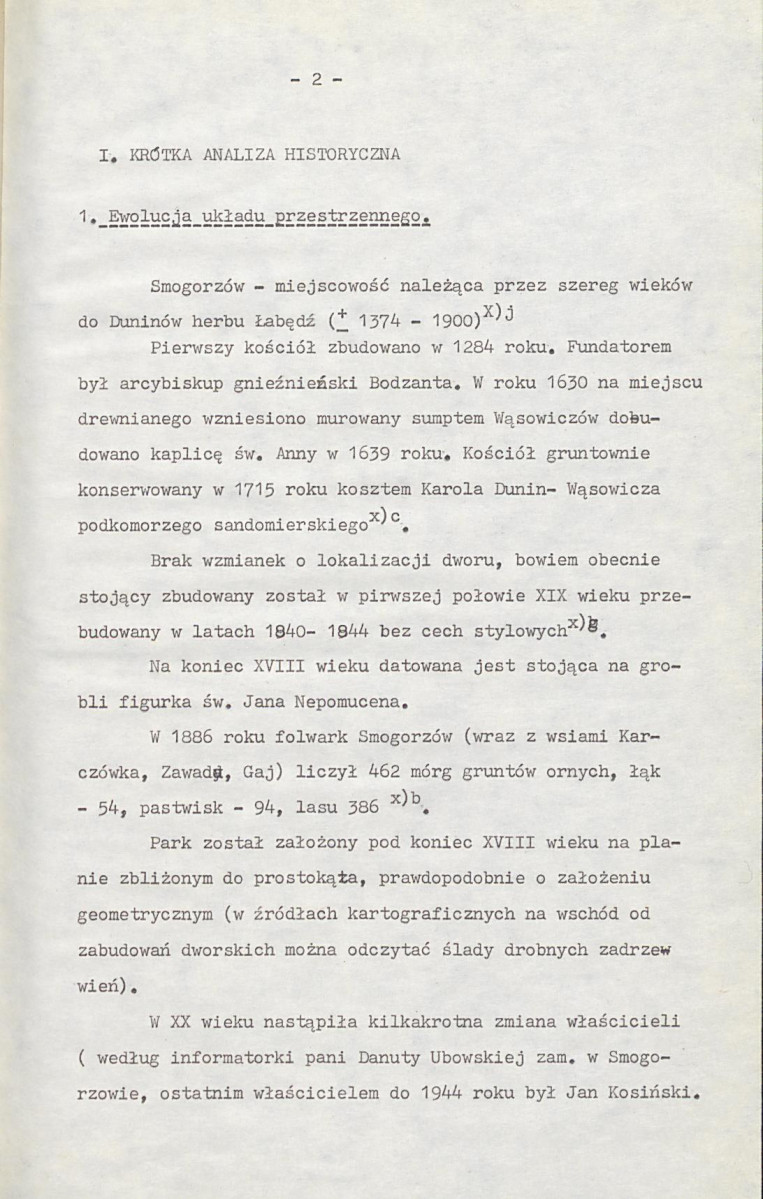 - 2 -
I. KRÓTKA ANALIZA HISTORYCZNA
1. Ewolucja układu przestrzennego.
Smogorzów - miejscowość należąca przez szereg wieków
do Duninów herbu Łabędź (± 1374 - 1900)x)j
Pierwszy kościół zbudowano w 1284 roku. Fundatorem
był arcybiskup gnieźnieński Bodzanta. W roku 1630 na miejscu
drewnianego wzniesiono murowany sumptem Wąsowiczów dobu-
dowano kaplicę św. Anny w 1639 roku. Kościół gruntownie
konserwowany w 1715 roku kosztem Karola Dunin- Wąsowicza
podkomorzego sandomierskiegox)c.
Brak wzmianek o lokalizacji dworu, bowiem obecnie
stojący zbudowany został w pirwszej połowie XIX wieku prze-
budowany w latach 1840- 1844 bez cech stylowychx)g.
Na koniec XVIII wieku datowana jest stojąca na gro-
bli figurka św. Jana Nepomucena.
W 1886 roku folwark Smogorzów (wraz z wsiami Kar-
czówka, Zawada, Gaj) liczył 462 mórg gruntów ornych, łąk
- 54, pastwisk - 94, lasu 386 x)b.
Park został założony pod koniec XVIII wieku na pla-
nie zbliżonym do prostokąta, prawdopodobnie o założeniu
geometrycznym (w źródłach kartograficznych na wschód od
zabudowań dworskich można odczytać ślady drobnych zadrzew
wień).
W XX wieku nastąpiła kilkakrotna zmiana właścicieli
( według informatorki pani Danuty Ubowskiej zam. w Smogo-
rzowie, ostatnim właścicielem do 1944 roku był Jan Kosiński.